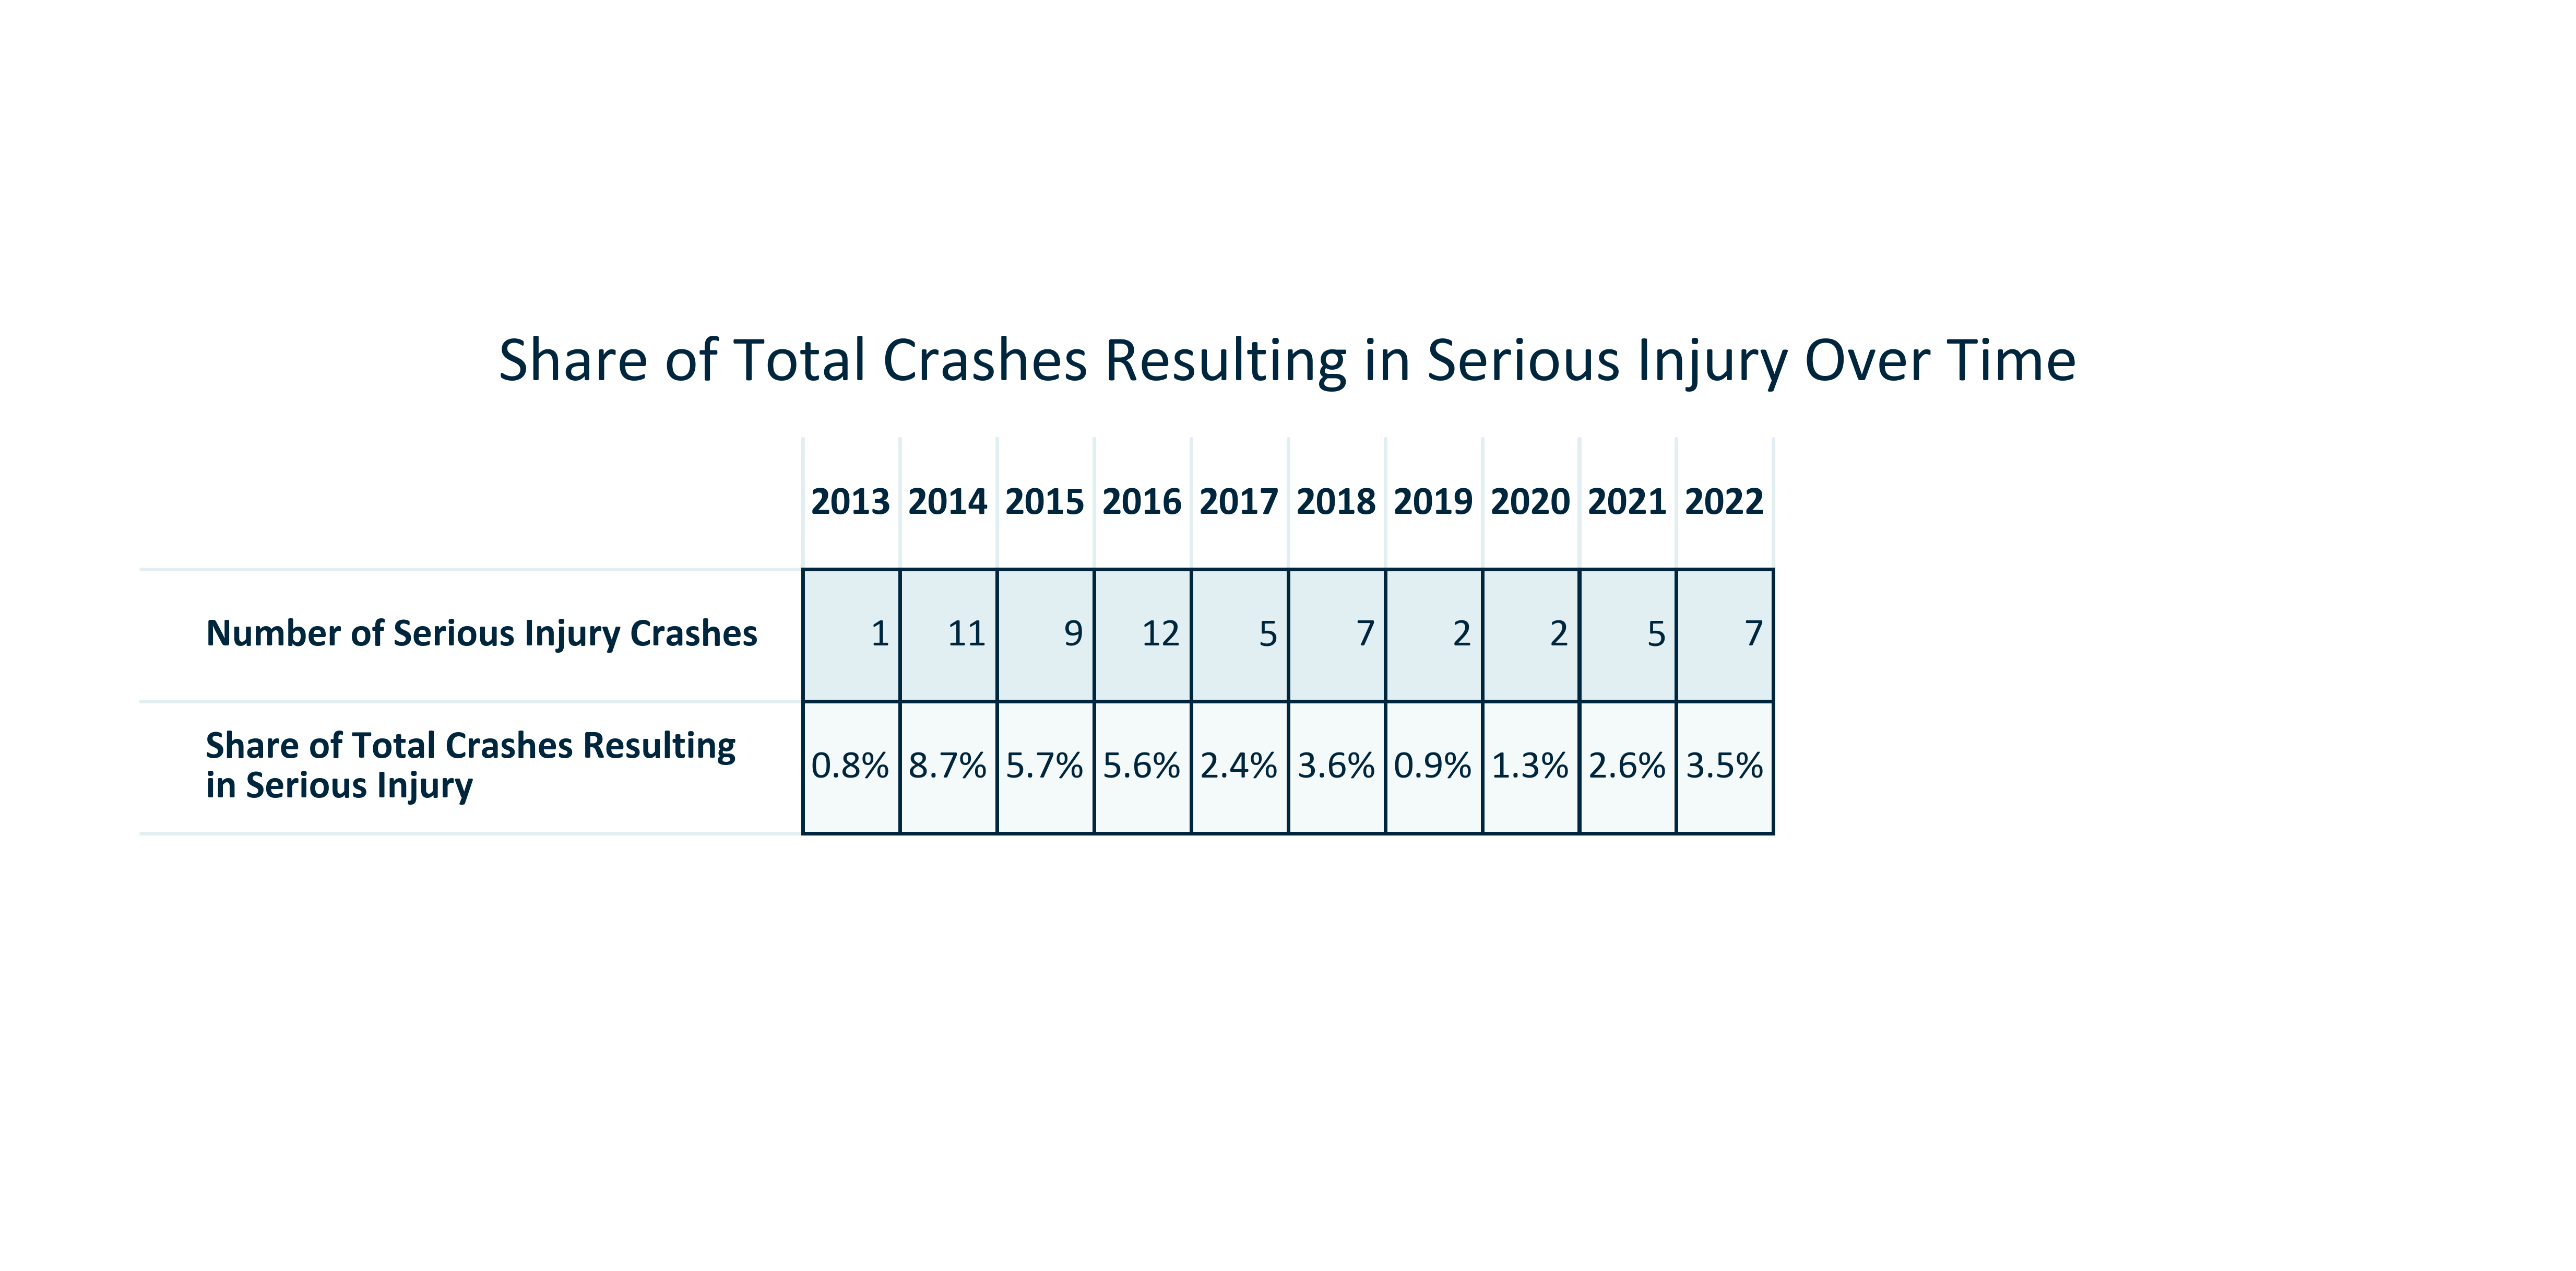 Share of Total Crashes Resulting in Serious Injury Over Time
2013 2014 2015 2016 2017 2018 2019 2020 2021 2022
Number of Serious Injury Crashes 1 11 9 12 5 7 2 2 5 7
Share of Total Crashes Resulting
in Serious Injury 0.8% 8.7% 5.7% 5.6% 2.4% 3.6% 0.9% 1.3% 2.6% 3.5%